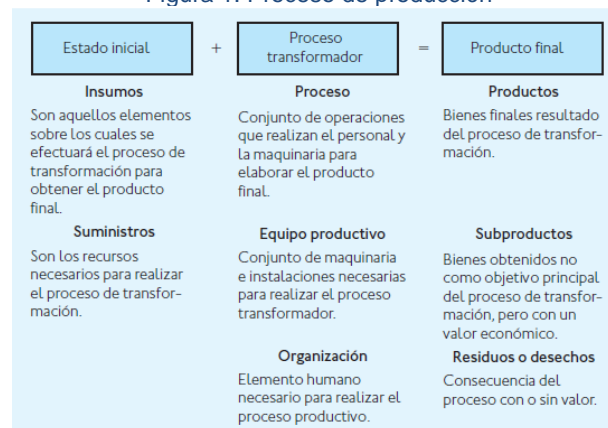 Figura 1. Proceso de producción
Estado inicial
+
Proceso
transformador
=
Producto final
Insumos
Son aquellos elementos
sobre los cuales se
efectuará el proceso de
transformación para
obtener el producto
final.
Suministros
Son los recursos
necesarios para realizar
el proceso de transfor-
mación.
Proceso
Conjunto de operaciones
que realizan el personal y
la maquinaria para
elaborar el producto
final.
Equipo productivo
Conjunto de maquinaria
e instalaciones necesarias
para realizar el proceso
transformador.
Organización
Elemento humano
necesario para realizar el
proceso productivo.
Productos
Bienes finales resultado
del proceso de transfor-
mación.
Subproductos
Bienes obtenidos no
como objetivo principal
del proceso de transfor-
mación, pero con un
valor económico.
Residuos o desechos
Consecuencia del
proceso con o sin valor.